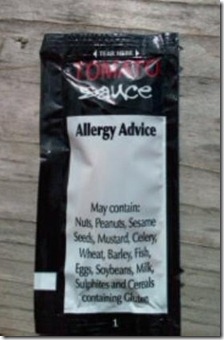 TEAR HERE
TOMATO
sauce
Allergy Advice
May contain:
Nuts, Peanuts, Sesame
Seeds, Mustard, Celery,
Wheat, Barley, Fish,
Eggs, Soybeans, Milk,
Sulphites and Cereals
containing Gluten
1